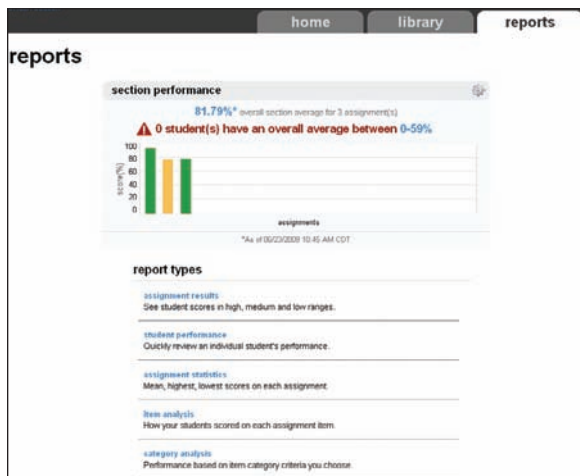 home library reports
reports
section performance
81.79%* overall section average for 3 assignment(s)
0 student(s) have an overall average between 0-59%
100
80
60
40
20
0
score(%)
assignments
*As of 06/23/2009 10:45 AM CDT
report types
assignment results
See student scores in high, medium and low ranges.
student performance
Quickly review an individual student's performance.
assignment statistics
Mean, highest, lowest scores on each assignment.
item analysis
How your students scored on each assignment item.
category analysis
Performance based on item category criteria you choose.